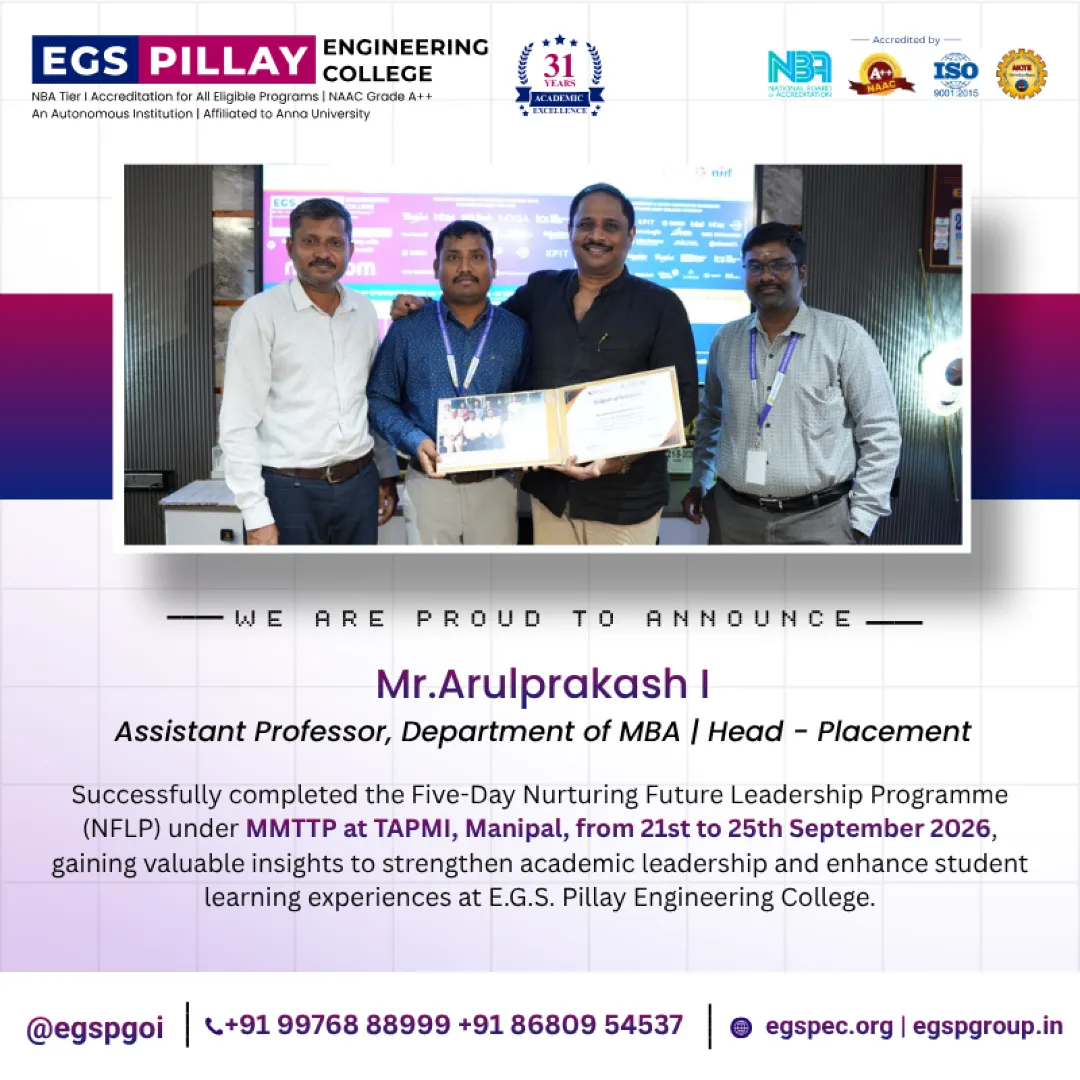 EGS PILLAY ENGINEERING COLLEGE
NBA Tier I Accreditation for All Eligible Programs | NAAC Grade A++
An Autonomous Institution | Affiliated to Anna University
31
YEARS
ACADEMIC
EXCELLENCE
Accredited by
NBA
NATIONAL BOARD
of ACCREDITATION
A++
NAAC
ISO
9001:2015
AICTE
EGS PILLAY
KPIT
WE ARE PROUD TO ANNOUNCE
Mr.Arulprakash I
Assistant Professor, Department of MBA | Head - Placement
Successfully completed the Five-Day Nurturing Future Leadership Programme
(NFLP) under MMTTP at TAPMI, Manipal, from 21st to 25th September 2026,
gaining valuable insights to strengthen academic leadership and enhance student
learning experiences at E.G.S. Pillay Engineering College.
@egspgoi | +91 99768 88999 +91 86809 54537 | egspec.org | egspgroup.in